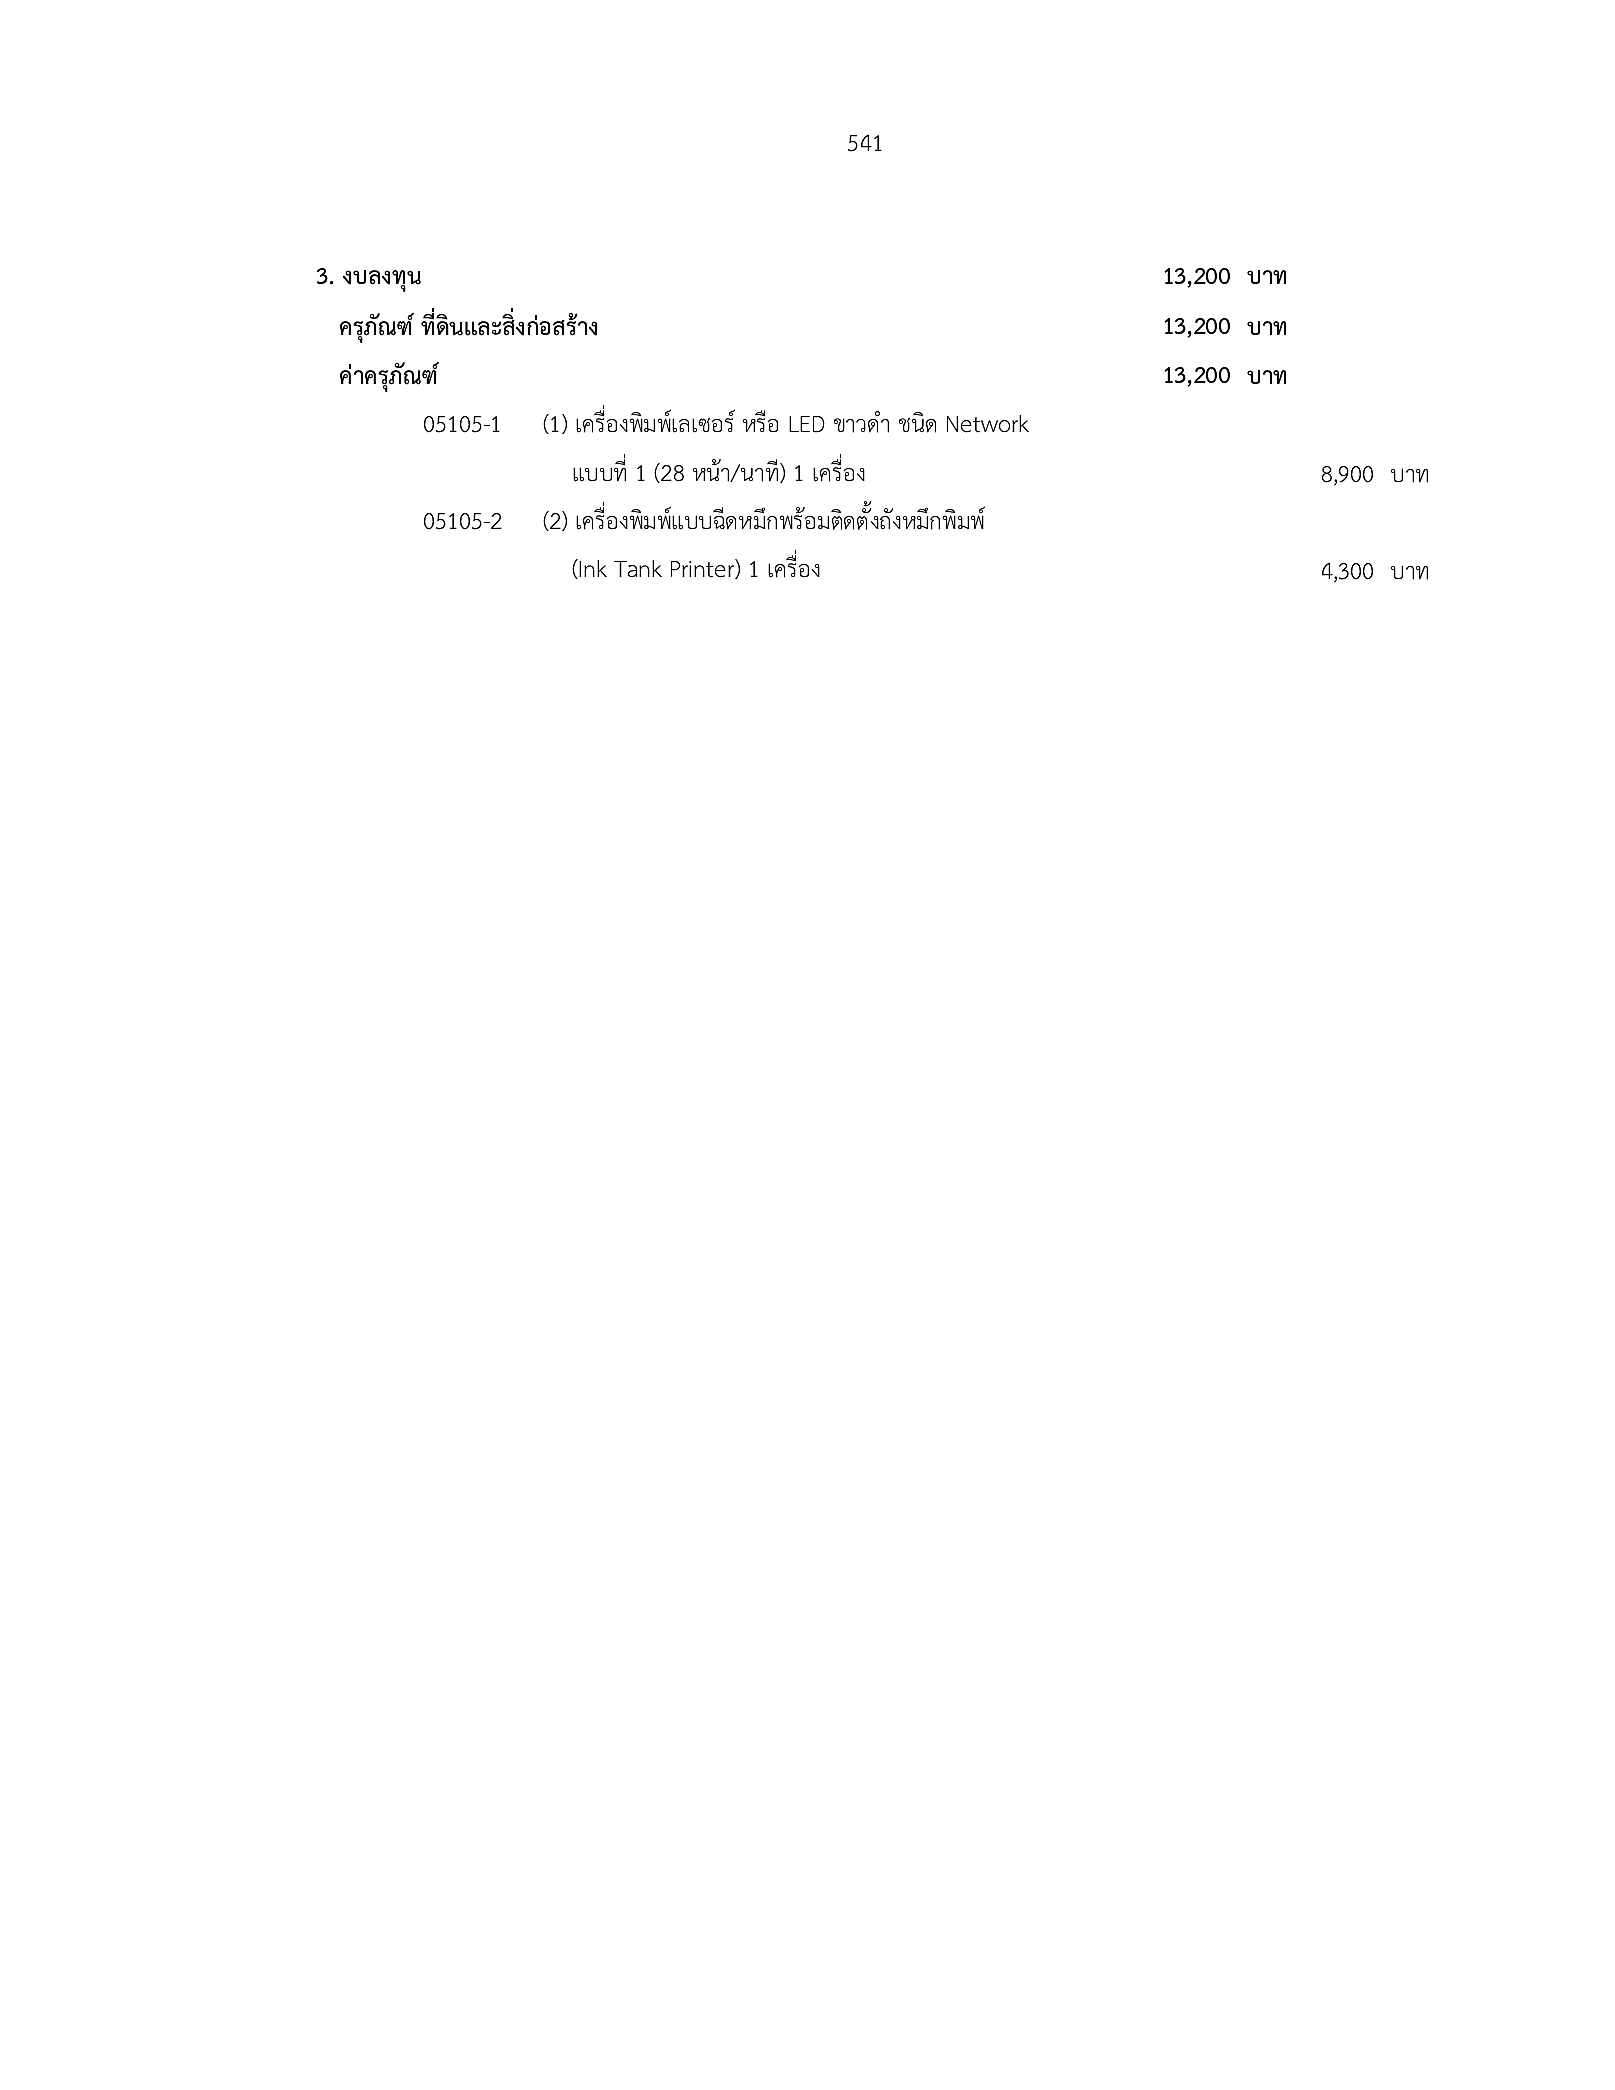 541
3. งบลงทุน 13,200 บาท
ครุภัณฑ์ ที่ดินและสิ่งก่อสร้าง 13,200 บาท
ค่าครุภัณฑ์ 13,200 บาท
05105-1 (1) เครื่องพิมพ์เลเซอร์ หรือ LED ขาวดำ ชนิด Network
แบบที่ 1 (28 หน้า/นาที) 1 เครื่อง 8,900 บาท
05105-2 (2) เครื่องพิมพ์แบบฉีดหมึกพร้อมติดตั้งถังหมึกพิมพ์
(Ink Tank Printer) 1 เครื่อง 4,300 บาท